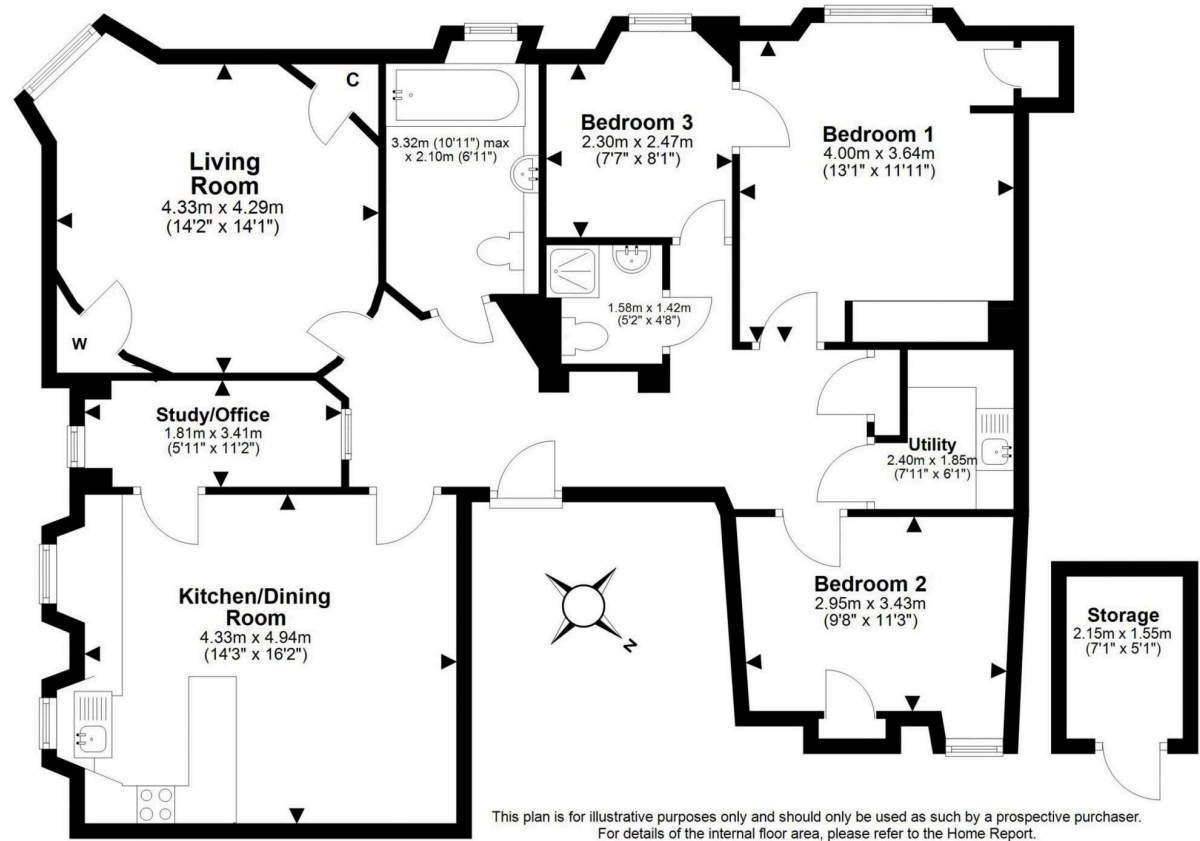 C
Living
Room
4.33m x 4.29m
(14'2" x 14'1")
W
3.32m (10'11") max
x 2.10m (6'11")
Bedroom 3
2.30m x 2.47m
(7'7" x 8'1")
Bedroom 1
4.00m x 3.64m
(13'1" x 11'11")
1.58m x 1.42m
(5'2" x 4'8")
Study/Office
1.81m x 3.41m
(5'11" x 11'2")
Utility
2.40m x 1.85m
(7'11" x 6'1")
Kitchen/Dining
Room
4.33m x 4.94m
(14'3" x 16'2")
N
Bedroom 2
2.95m x 3.43m
(9'8" x 11'3")
Storage
2.15m x 1.55m
(7'1" x 5'1")
This plan is for illustrative purposes only and should only be used as such by a prospective purchaser.
For details of the internal floor area, please refer to the Home Report.